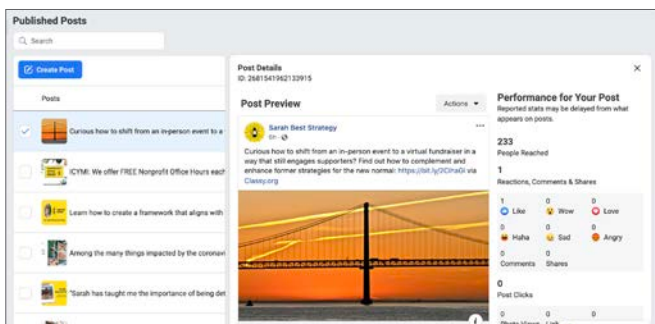 Published Posts
Search
Create Post
Posts
Curious how to shift from an in-person event to a
ICYMI: We offer FREE Nonprofit Office Hours each
Learn how to create a framework that aligns with
Among the many things impacted by the coronavi
"Sarah has taught me the importance of being det
Post Details
ID: 2681541962133915
Post Preview
Actions
Sarah Best Strategy
Curious how to shift from an in-person event to a virtual fundraiser in a
way that still engages supporters? Find out how to complement and
enhance former strategies for the new normal: via
Classy.org
Performance for Your Post
Reported stats may be delayed from what
appears on posts.
233
People Reached
1
Reactions, Comments & Shares
1 0 0
Like Wow Love
0 0 0
Haha Sad Angry
0 0
Comments Shares
0
Post Clicks
0 0 0
Photo Views Link